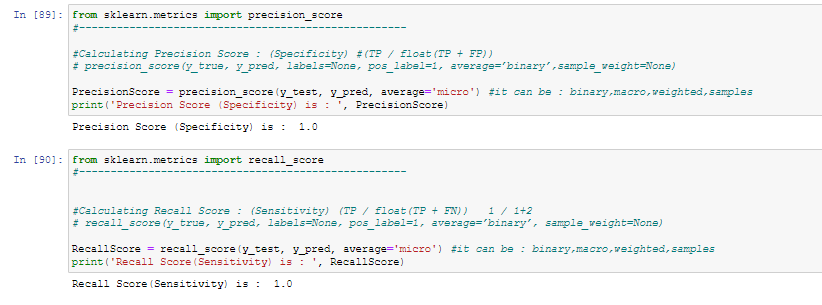 In [89]: from sklearn.metrics import precision_score
#----------------------------------------------------
#Calculating Precision Score : (Specificity) #(TP / float(TP + FP))
# precision_score(y_true, y_pred, labels=None, pos_label=1, average='binary',sample_weight=None)
PrecisionScore = precision_score(y_test, y_pred, average='micro') #it can be : binary,macro,weighted,samples
print('Precision Score (Specificity) is : ', PrecisionScore)
Precision Score (Specificity) is :  1.0
In [90]: from sklearn.metrics import recall_score
#----------------------------------------------------
#Calculating Recall Score : (Sensitivity) (TP / float(TP + FN))   1 / 1+2
# recall_score(y_true, y_pred, labels=None, pos_label=1, average='binary', sample_weight=None)
RecallScore = recall_score(y_test, y_pred, average='micro') #it can be : binary,macro,weighted,samples
print('Recall Score(Sensitivity) is : ', RecallScore)
Recall Score(Sensitivity) is :  1.0